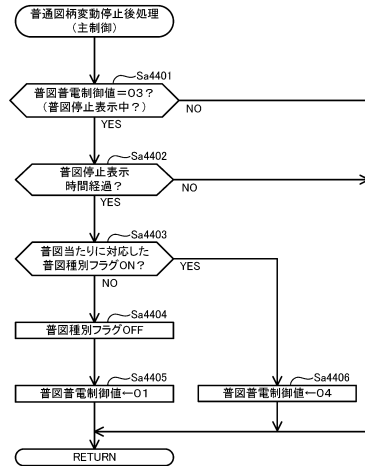 普通図柄変動停止後処理
(主制御)
Sa4401
普図普電制御値＝03？
(普図停止表示中？)
NO
YES
Sa4402
普図停止表示
時間経過？
NO
YES
Sa4403
普図当たりに対応した
普図種別フラグON？
YES
NO
Sa4404
普図種別フラグOFF
Sa4405
普図普電制御値←01
Sa4406
普図普電制御値←04
RETURN